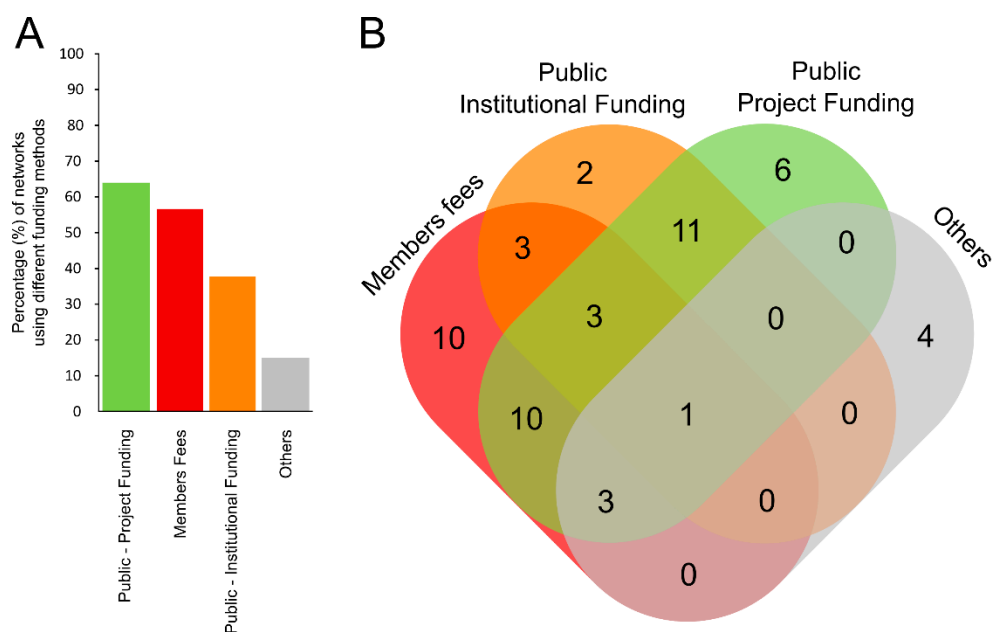 A
Percentage (%) of networks
using different funding methods
100
90
80
70
60
50
40
30
20
10
0
Public - Project Funding
Members Fees
Public - Institutional Funding
Others
B
Public
Institutional Funding
Public
Project Funding
Members fees
Others
2
6
3
11
0
10
3
0
4
10
1
0
3
0
0